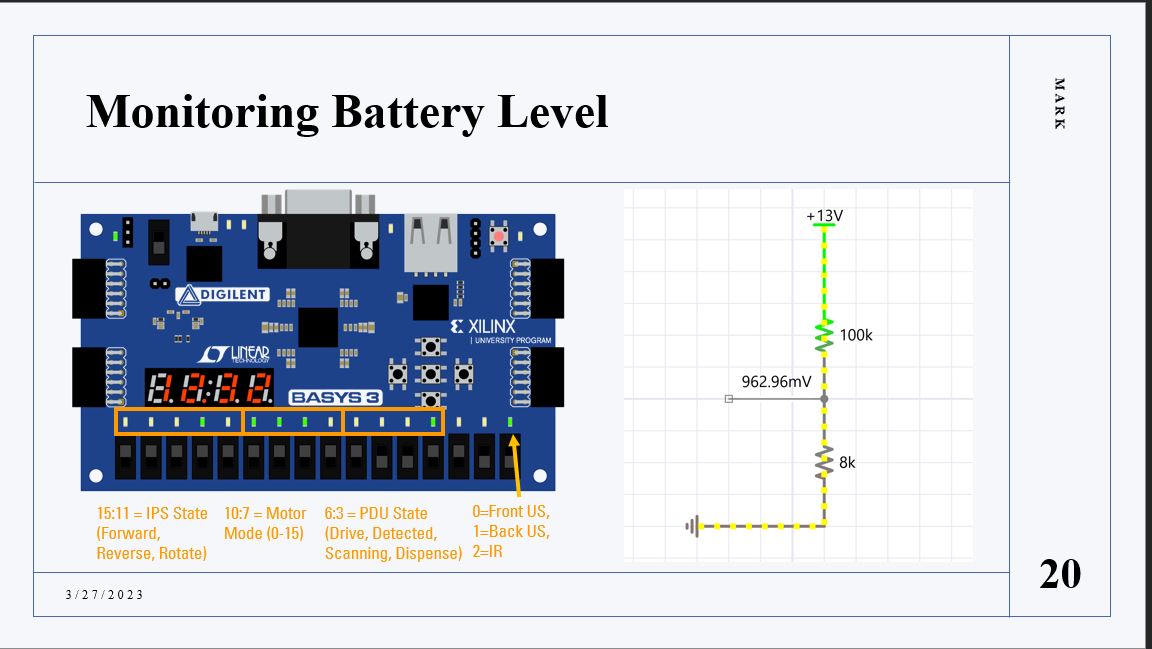 Monitoring Battery Level
MARK
DIGILENT
XILINX
UNIVERSITY PROGRAM
LINEAR
TECHNOLOGY
BASYS 3
15:11 = IPS State
(Forward,
Reverse, Rotate)
10:7 = Motor
Mode (0-15)
6:3 = PDU State
(Drive, Detected,
Scanning, Dispense)
0=Front US,
1=Back US,
2=IR
+13V
100k
962.96mV
8k
3/27/2023
20